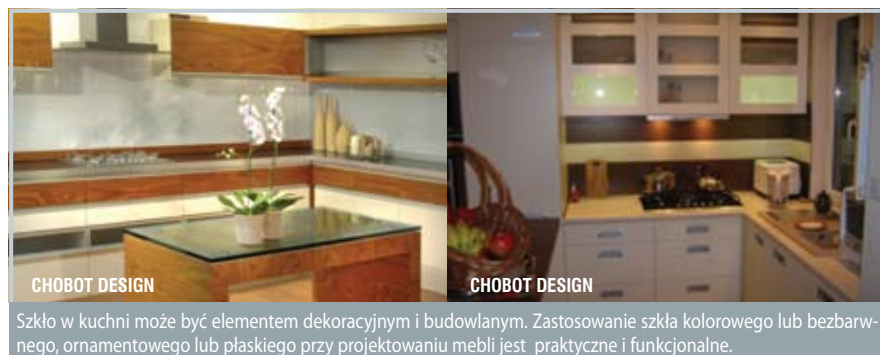 CHOBOT DESIGN
CHOBOT DESIGN
Szkło w kuchni może być elementem dekoracyjnym i budowlanym. Zastosowanie szkła kolorowego lub bezbarw-
nego, ornamentowego lub płaskiego przy projektowaniu mebli jest praktyczne i funkcjonalne.